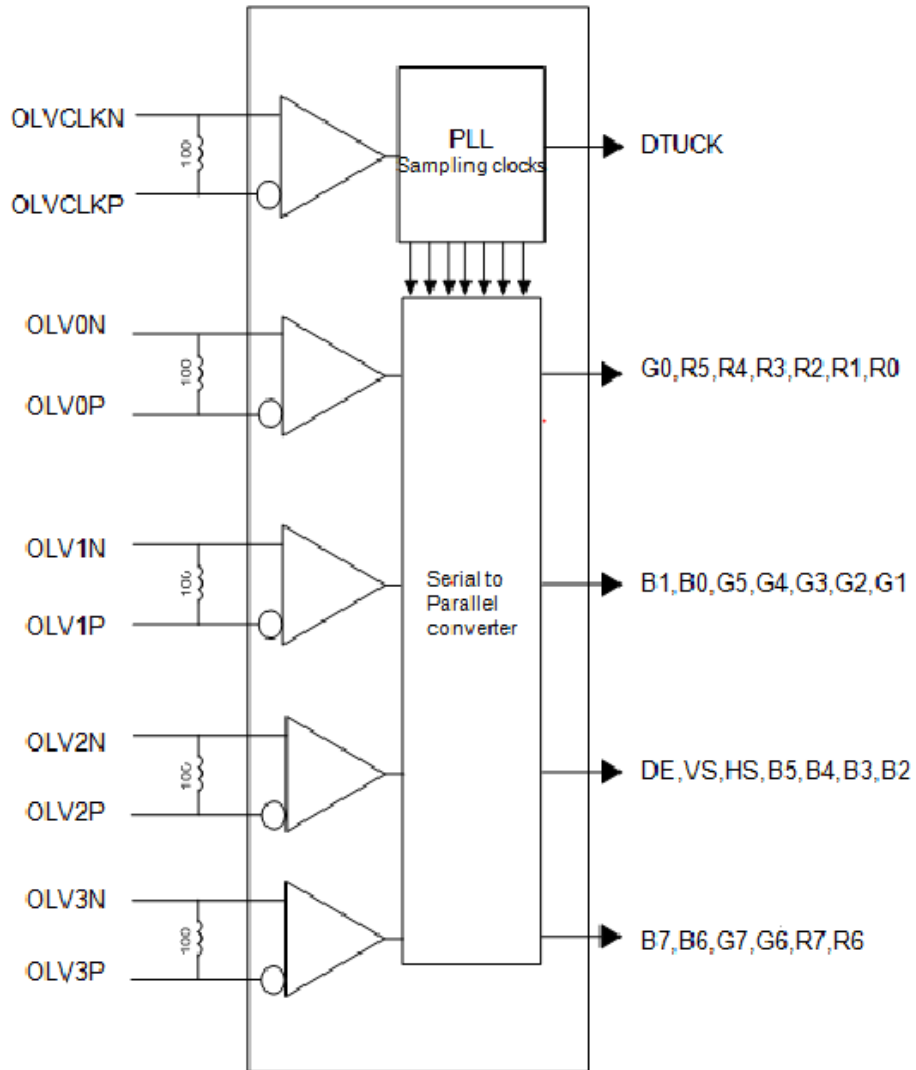 OLVCLKN
100
OLVCLKP
PLL
Sampling clocks
DTUCK
OLV0N
100
OLV0P
G0,R5,R4,R3,R2,R1,R0
OLV1N
100
OLV1P
Serial to
Parallel
converter
B1,B0,G5,G4,G3,G2,G1
OLV2N
100
OLV2P
DE,VS,HS,B5,B4,B3,B2
OLV3N
100
OLV3P
B7,B6,G7,G6,R7,R6